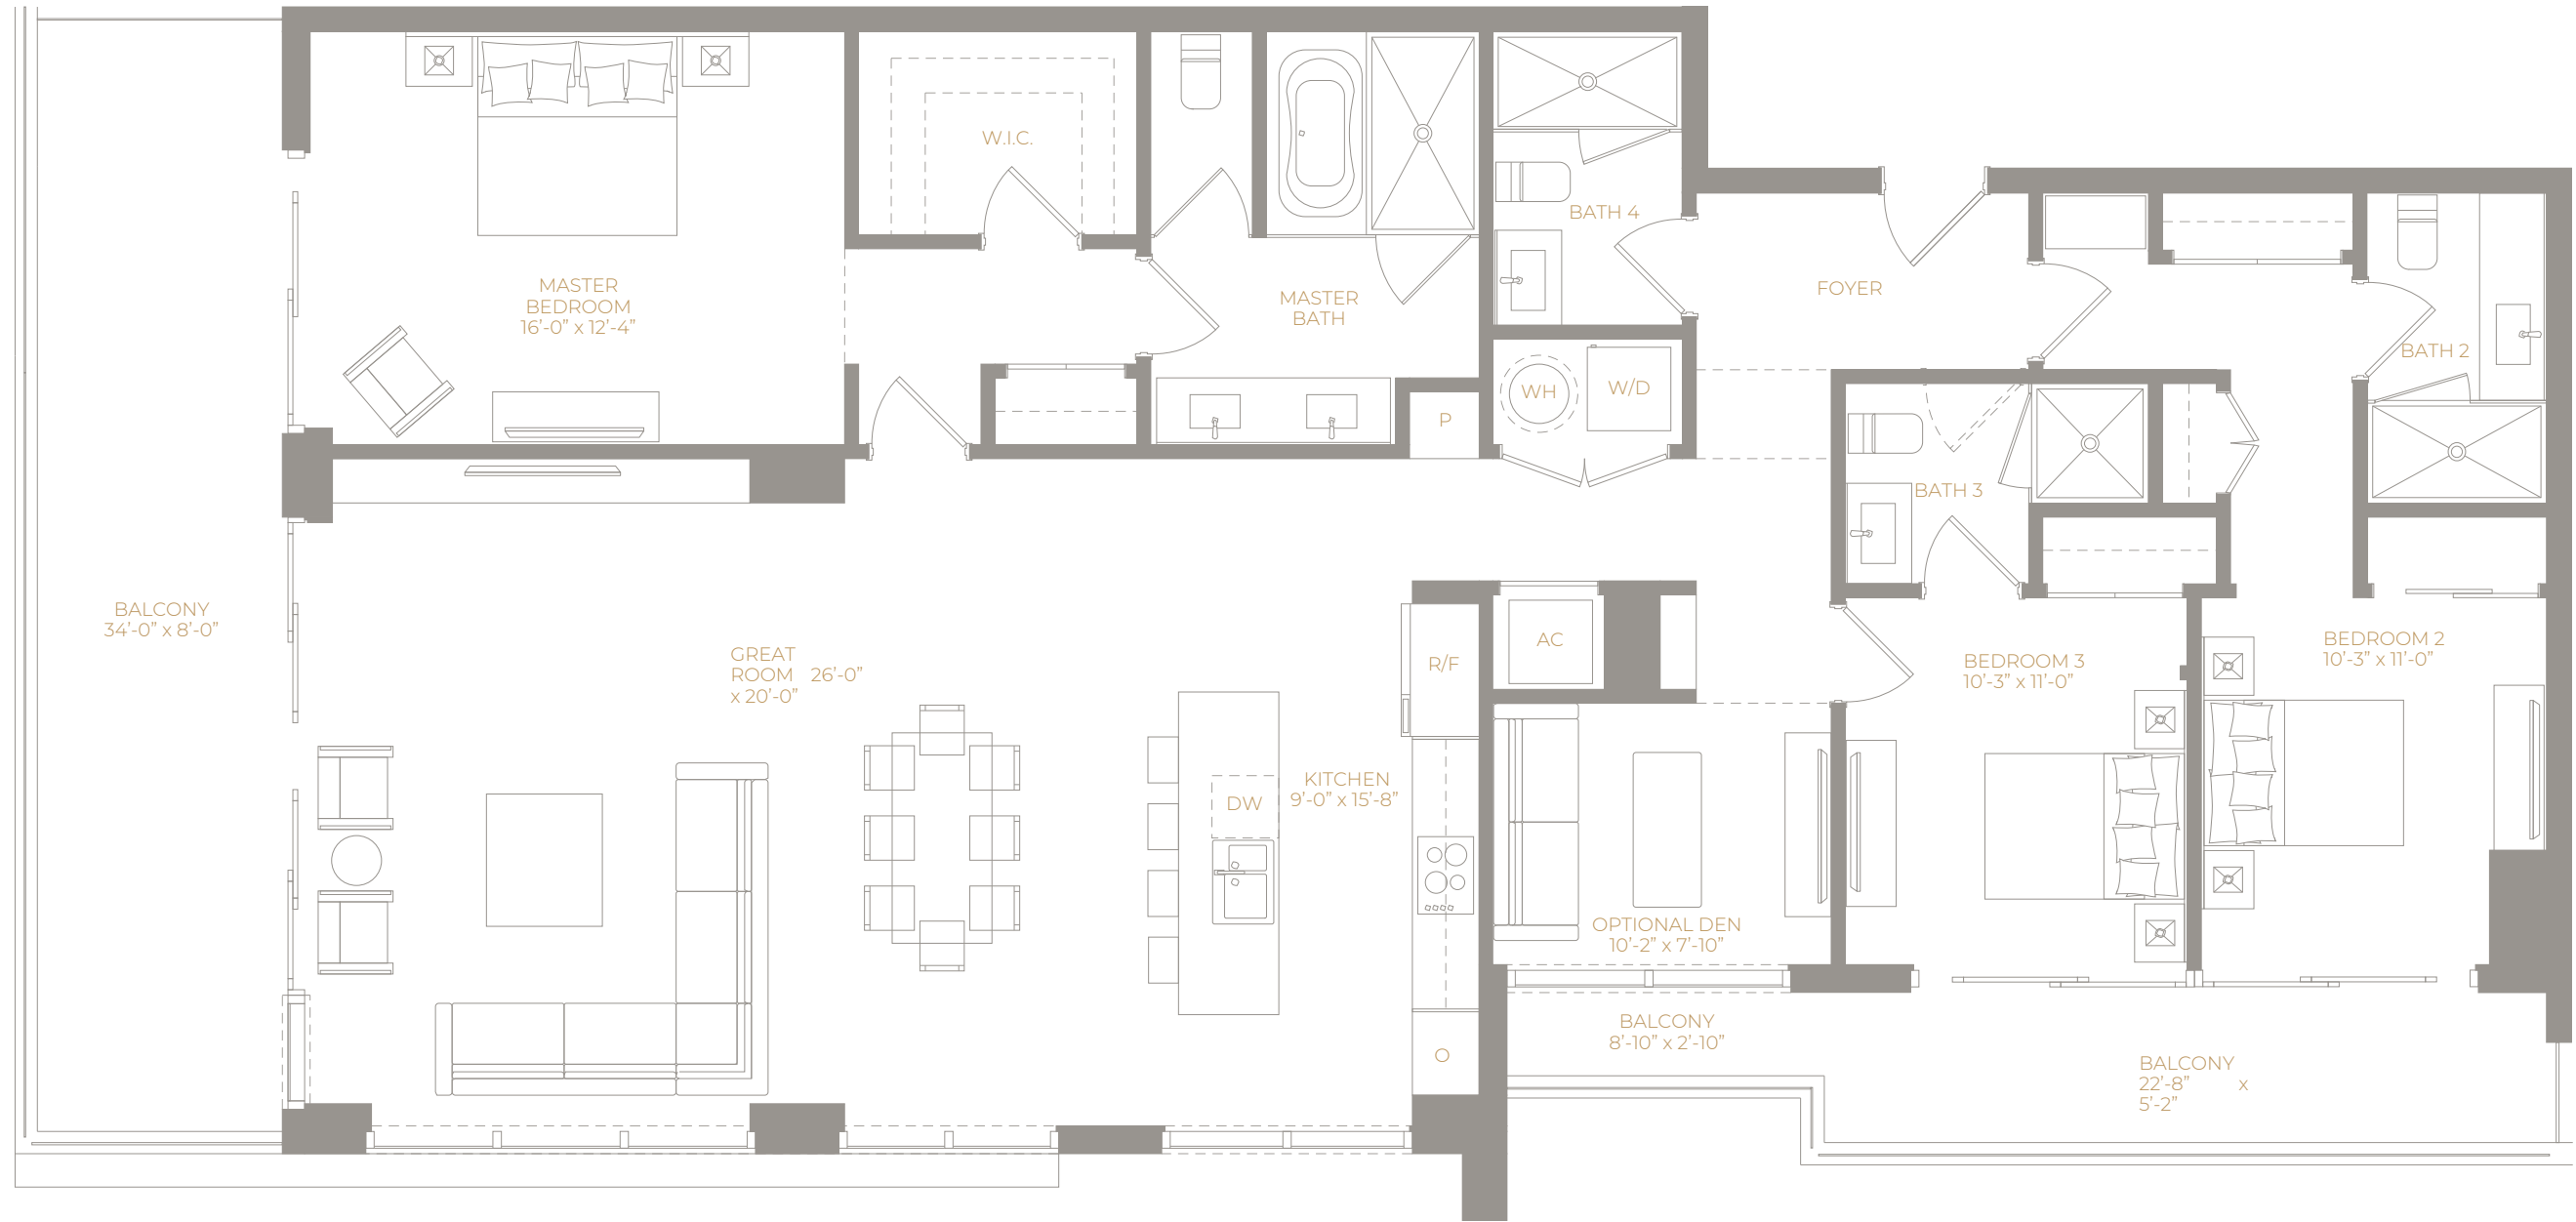 W.I.C.
MASTER
BEDROOM
16'-0" x 12'-4"
MASTER
BATH
BATH 4
FOYER
BATH 2
WH
W/D
P
BATH 3
BALCONY
34'-0" x 8'-0"
GREAT
ROOM 26'-0"
x 20'-0"
R/F
AC
BEDROOM 3
10'-3" x 11'-0"
BEDROOM 2
10'-3" x 11'-0"
KITCHEN
9'-0" x 15'-8"
DW
OPTIONAL DEN
10'-2" x 7'-10"
O
BALCONY
8'-10" x 2'-10"
BALCONY
22'-8" x
5'-2"